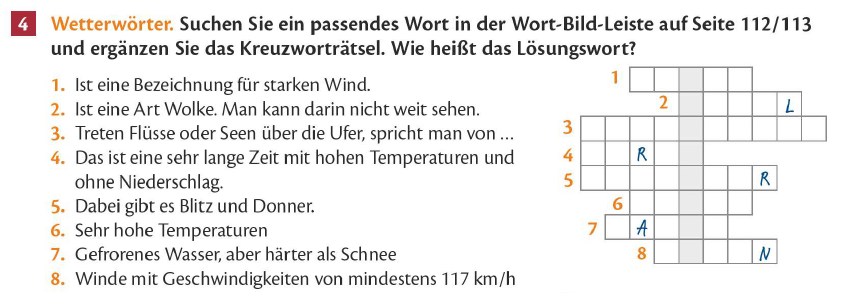 4 Wetterwörter. Suchen Sie ein passendes Wort in der Wort-Bild-Leiste auf Seite 112/113
und ergänzen Sie das Kreuzworträtsel. Wie heißt das Lösungswort?
1. Ist eine Bezeichnung für starken Wind.
2. Ist eine Art Wolke. Man kann darin nicht weit sehen.
3. Treten Flüsse oder Seen über die Ufer, spricht man von ...
4. Das ist eine sehr lange Zeit mit hohen Temperaturen und
ohne Niederschlag.
5. Dabei gibt es Blitz und Donner.
6. Sehr hohe Temperaturen
7. Gefrorenes Wasser, aber härter als Schnee
8. Winde mit Geschwindigkeiten von mindestens 117 km/h
1
2 L
3
4 R
5 R
6
7 A
8 N